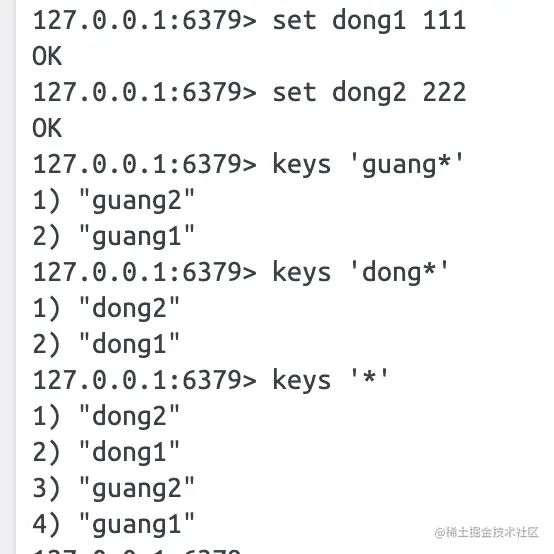 127.0.0.1:6379> set dong1 111
OK
127.0.0.1:6379> set dong2 222
OK
127.0.0.1:6379> keys 'guang*'
1) "guang2"
2) "guang1"
127.0.0.1:6379> keys 'dong*'
1) "dong2"
2) "dong1"
127.0.0.1:6379> keys '*'
1) "dong2"
2) "dong1"
3) "guang2"
4) "guang1"
@稀土掘金技术社区